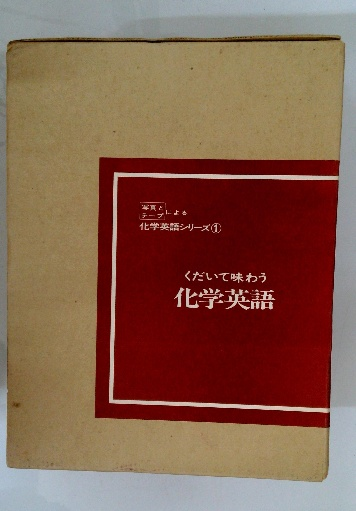 写真と
テープによる
化学英語シリーズ①
くだいて味わう
化学英語